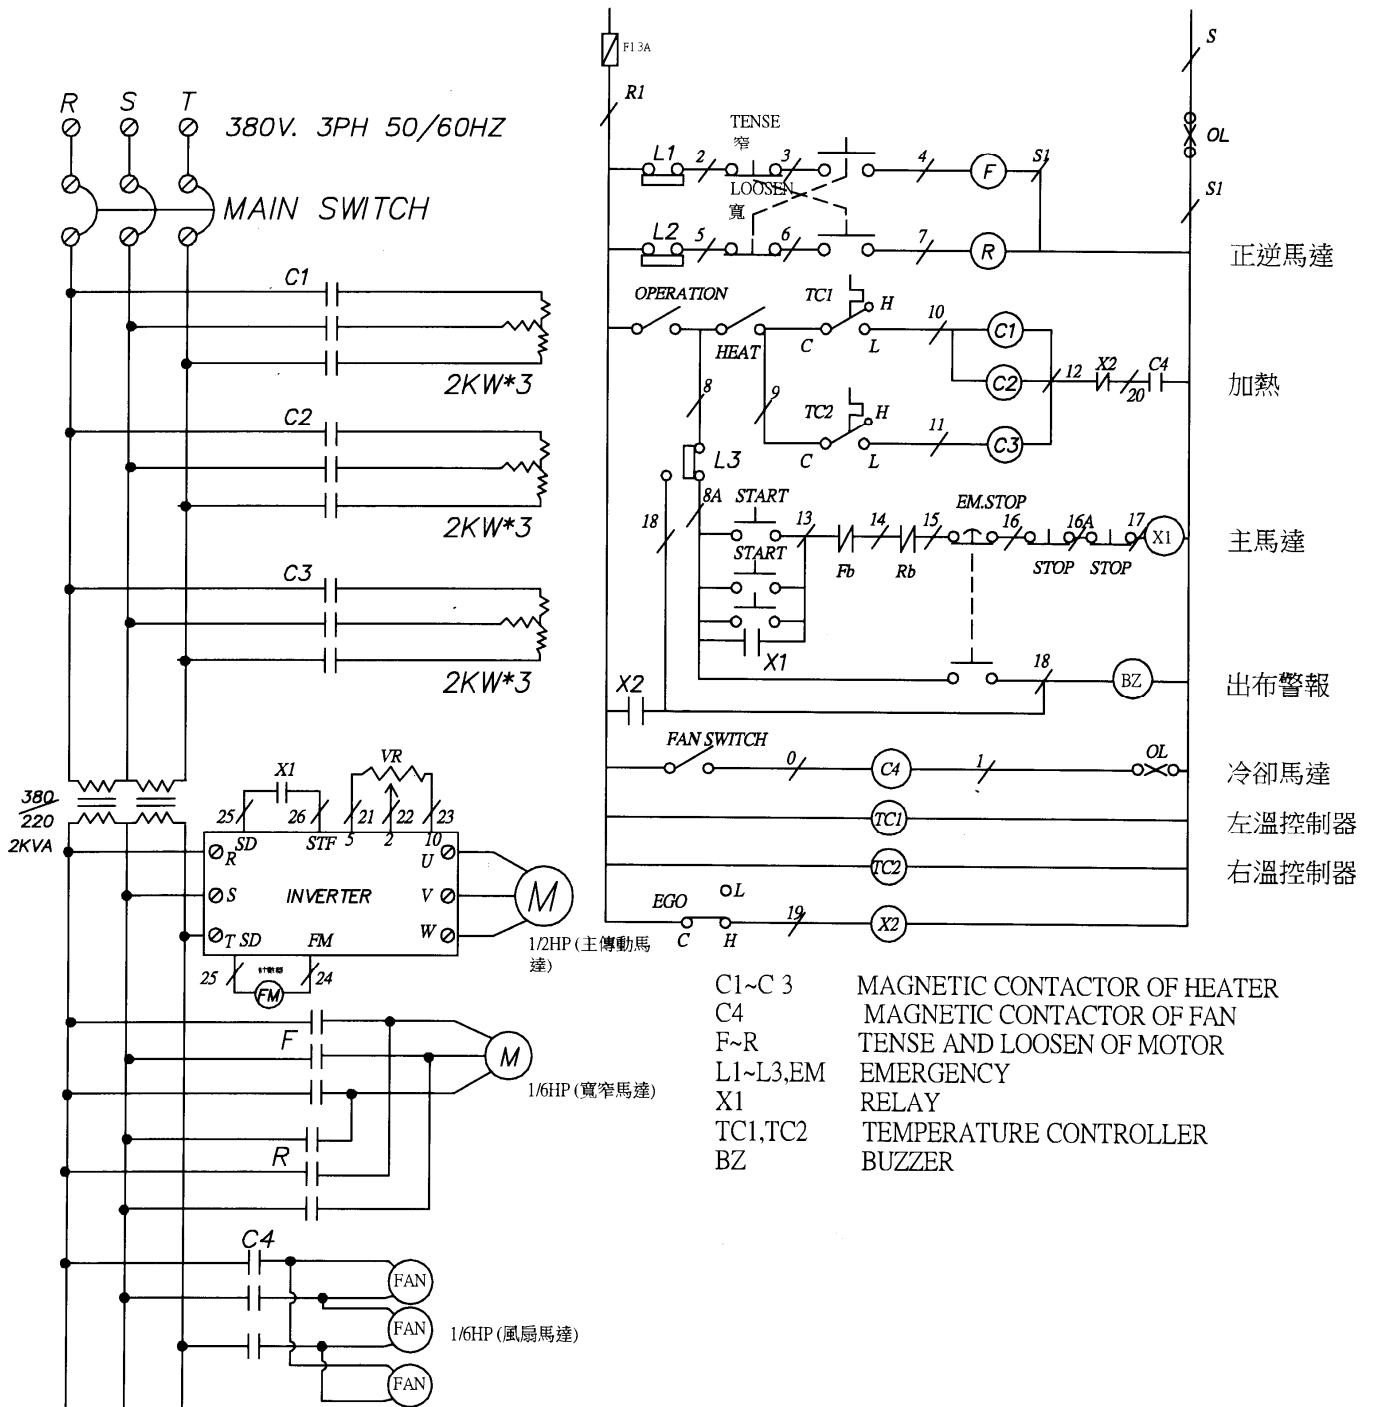 R S T 380V. 3PH 50/60HZ
MAIN SWITCH
C1
2KW*3
C2
2KW*3
C3
2KW*3
380
220
2KVA
X1
VR
25 26 21 22 23
SD STF 5 2 10
R U
S INVERTER V
T SD FM W
M
1/2HP (主傳動馬
達)
25 計數器 24
FM
F
M
1/6HP (寬窄馬達)
R
C4
FAN
FAN
1/6HP (風扇馬達)
FAN
F1 3A
S
R1
OL
S1
TENSE
窄
L1 2 3 4 F S1
LOOSEN
寬
L2 5 6 7 R
正逆馬達
OPERATION TC1 H
10 C1
HEAT C L
C2 12 X2 20 C4
加熱
8 9 TC2 H
11 C3
C L
L3
8A START
18 13 14 15 EM.STOP 16 16A 17 X1
START Fb Rb STOP STOP
主馬達
X1
X2 18 BZ
出布警報
FAN SWITCH 0 C4 1 OL
冷卻馬達
TC1
左溫控制器
TC2
右溫控制器
EGO L
C H 19 X2
C1~C 3 MAGNETIC CONTACTOR OF HEATER
C4 MAGNETIC CONTACTOR OF FAN
F~R TENSE AND LOOSEN OF MOTOR
L1~L3,EM EMERGENCY
X1 RELAY
TC1,TC2 TEMPERATURE CONTROLLER
BZ BUZZER